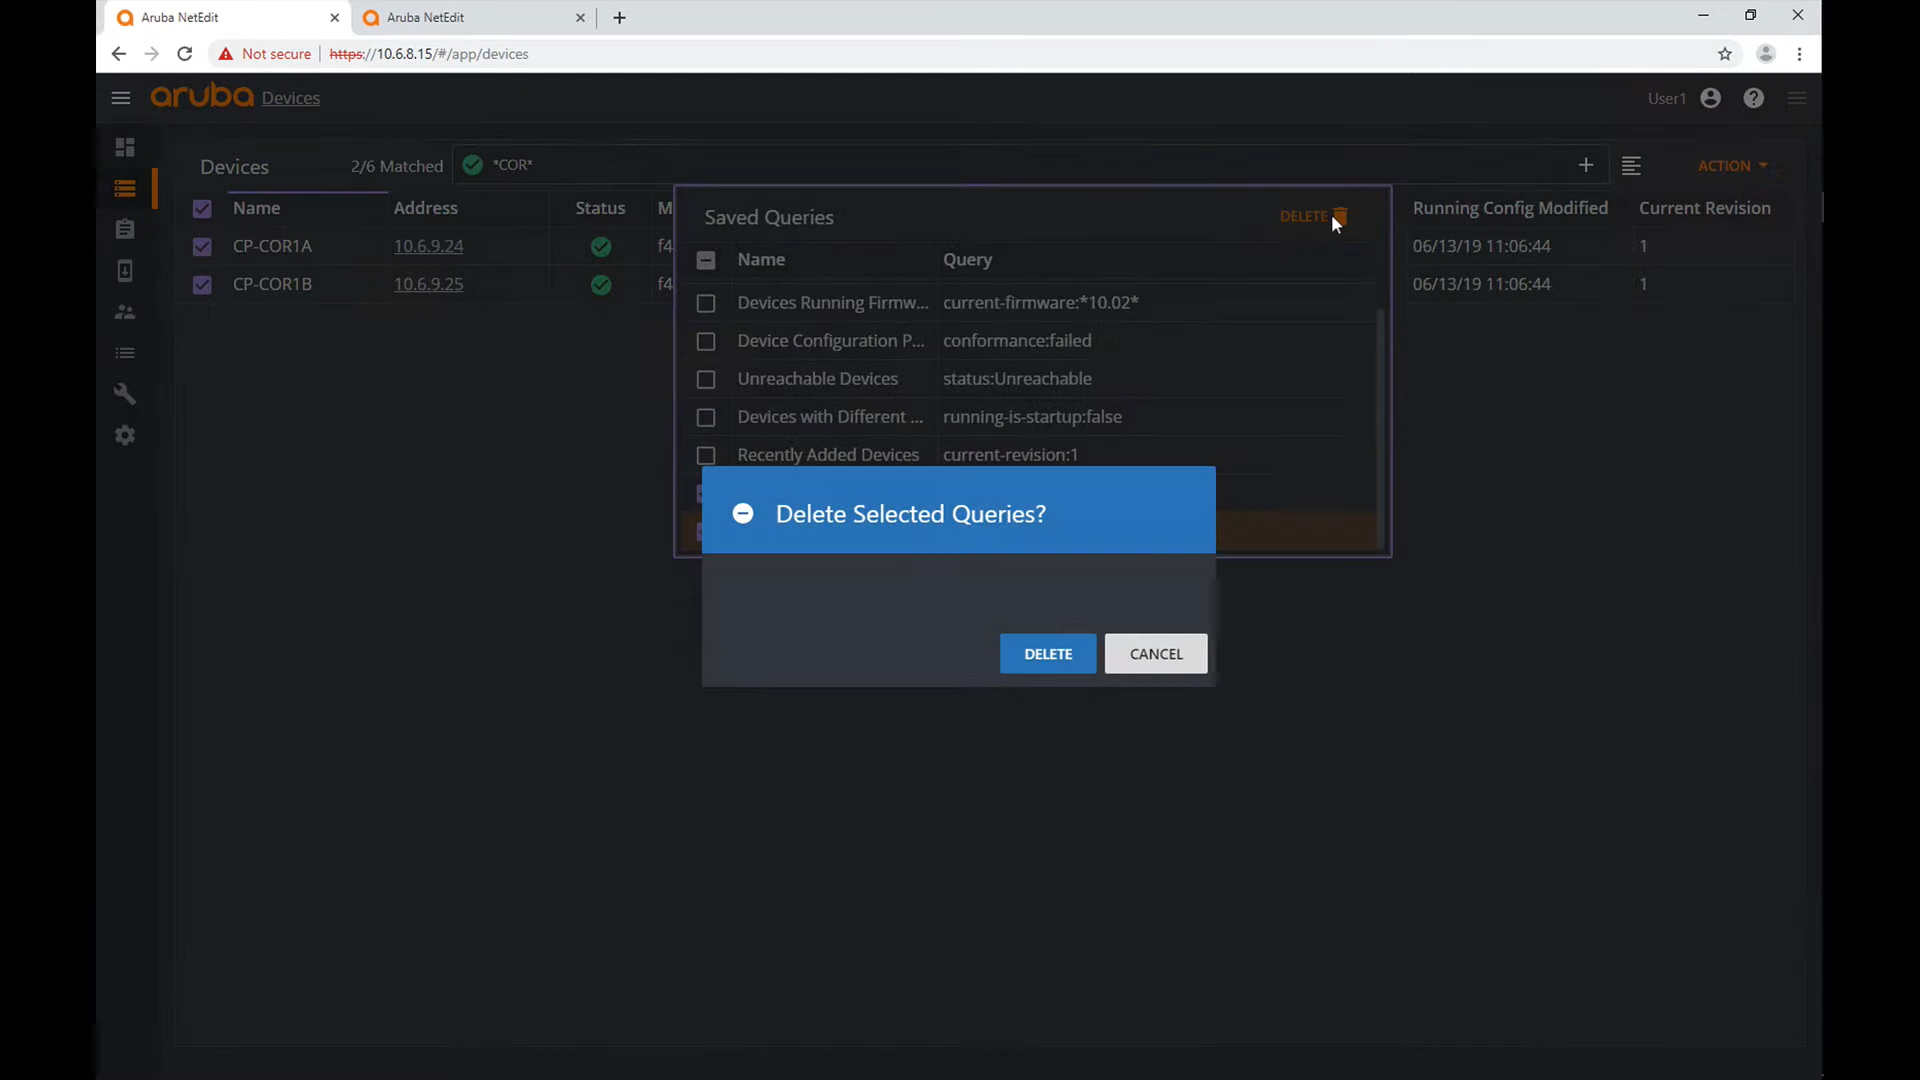 Aruba NetEdit
Aruba NetEdit
Not secure https://10.6.8.15/#/app/devices
aruba Devices
User1
Devices 2/6 Matched *COR*
ACTION
Name Address Status M Running Config Modified Current Revision
CP-COR1A 10.6.9.24 f4 06/13/19 11:06:44 1
CP-COR1B 10.6.9.25 f4 06/13/19 11:06:44 1
Saved Queries DELETE
Name Query
Devices Running Firmw... current-firmware:*10.02*
Device Configuration P... conformance:failed
Unreachable Devices status:Unreachable
Devices with Different ... running-is-startup:false
Recently Added Devices current-revision:1
Delete Selected Queries?
DELETE CANCEL